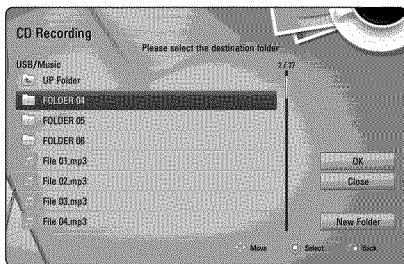 CD Recording
Please select the destination folder
USB/Music
2 / 77
UP Folder
FOLDER 04
FOLDER 05
FOLDER 06
File 01.mp3
File 02.mp3
File 03.mp3
File 04.mp3
OK
Close
New Folder
Move Select Back